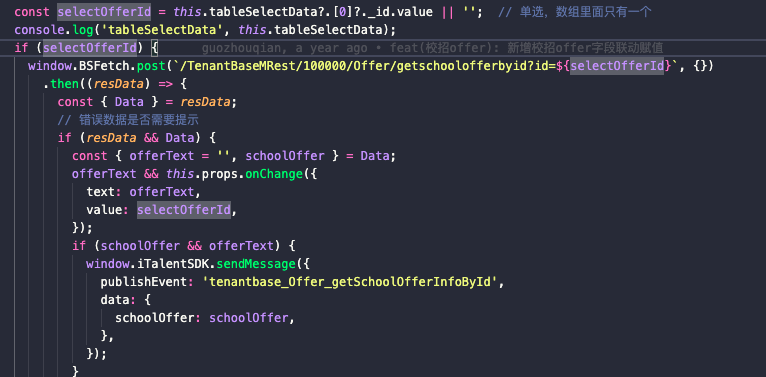 const selectOfferId = this.tableSelectData?.[0]?._id.value || '';  // 单选, 数组里面只有一个
console.log('tableSelectData', this.tableSelectData);
if (selectOfferId) {      guozhouqian, a year ago • feat(校招offer): 新增校招offer字段联动赋值
  window.BSFetch.post(`/TenantBaseMRest/100000/Offer/getschoolofferbyid?id=${selectOfferId}`, {})
    .then((resData) => {
      const { Data } = resData;
      // 错误数据是否需要提示
      if (resData && Data) {
        const { offerText = '', schoolOffer } = Data;
        offerText && this.props.onChange({
          text: offerText,
          value: selectOfferId,
        });
        if (schoolOffer && offerText) {
          window.iTalentSDK.sendMessage({
            publishEvent: 'tenantbase_Offer_getSchoolOfferInfoById',
            data: {
              schoolOffer: schoolOffer,
            },
          });
        }